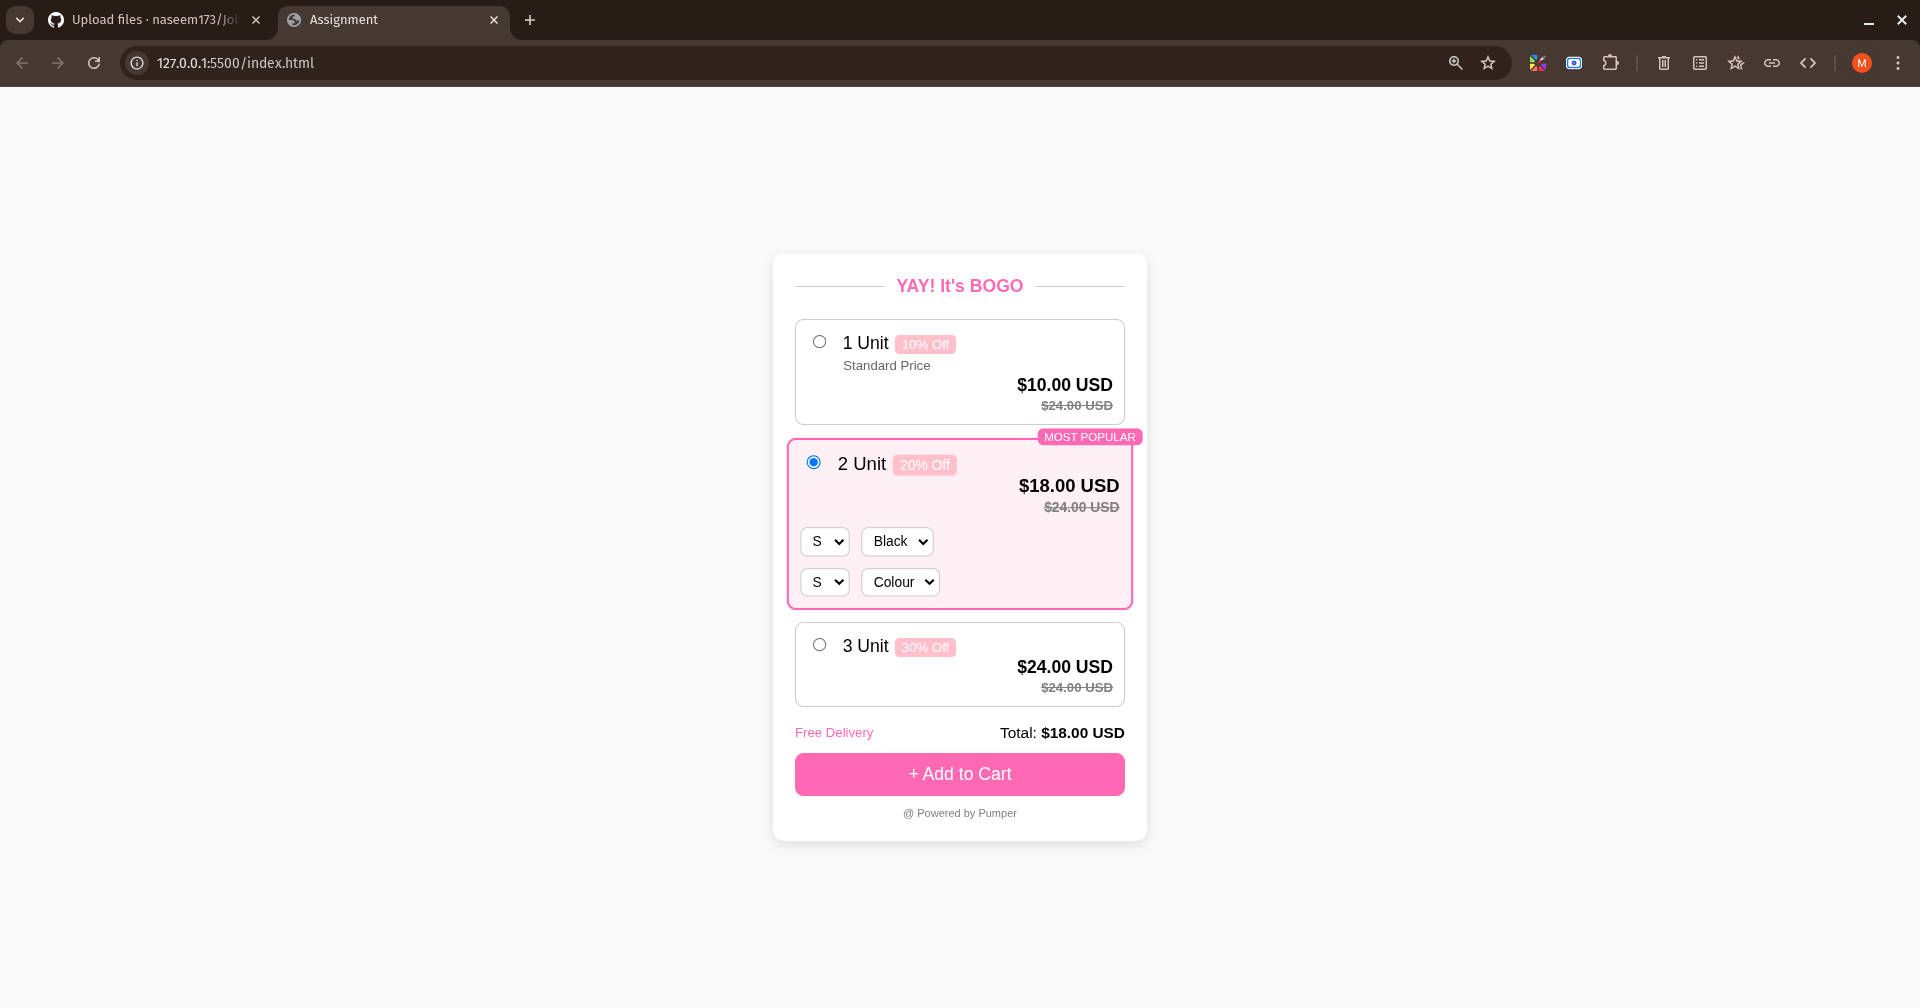 Upload files · naseem173/Jo
Assignment
127.0.0.1:5500/index.html
M
YAY! It's BOGO
1 Unit 10% Off
Standard Price
$10.00 USD
$24.00 USD
MOST POPULAR
2 Unit 20% Off
$18.00 USD
$24.00 USD
S Black
S Colour
3 Unit 30% Off
$24.00 USD
$24.00 USD
Free Delivery Total: $18.00 USD
+ Add to Cart
@ Powered by Pumper